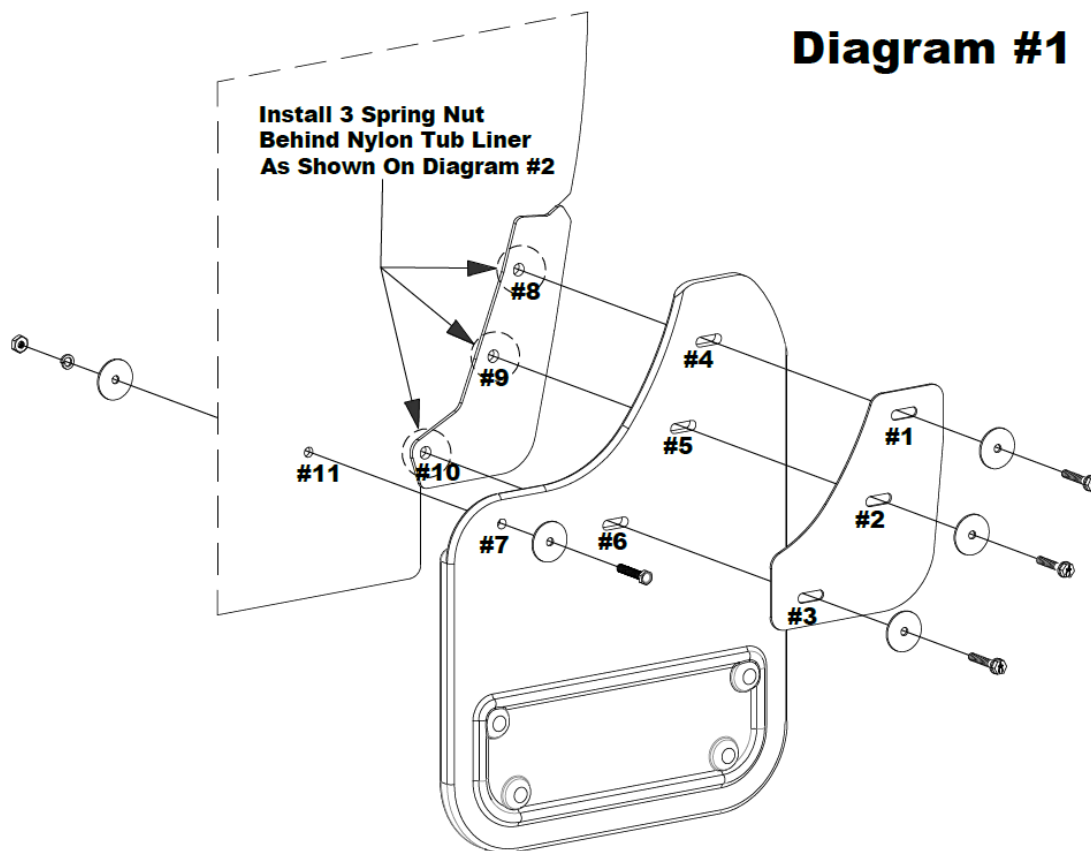 Diagram #1
Install 3 Spring Nut
Behind Nylon Tub Liner
As Shown On Diagram #2
#8
#4
#9
#1
#5
#10
#11
#2
#7
#6
#3